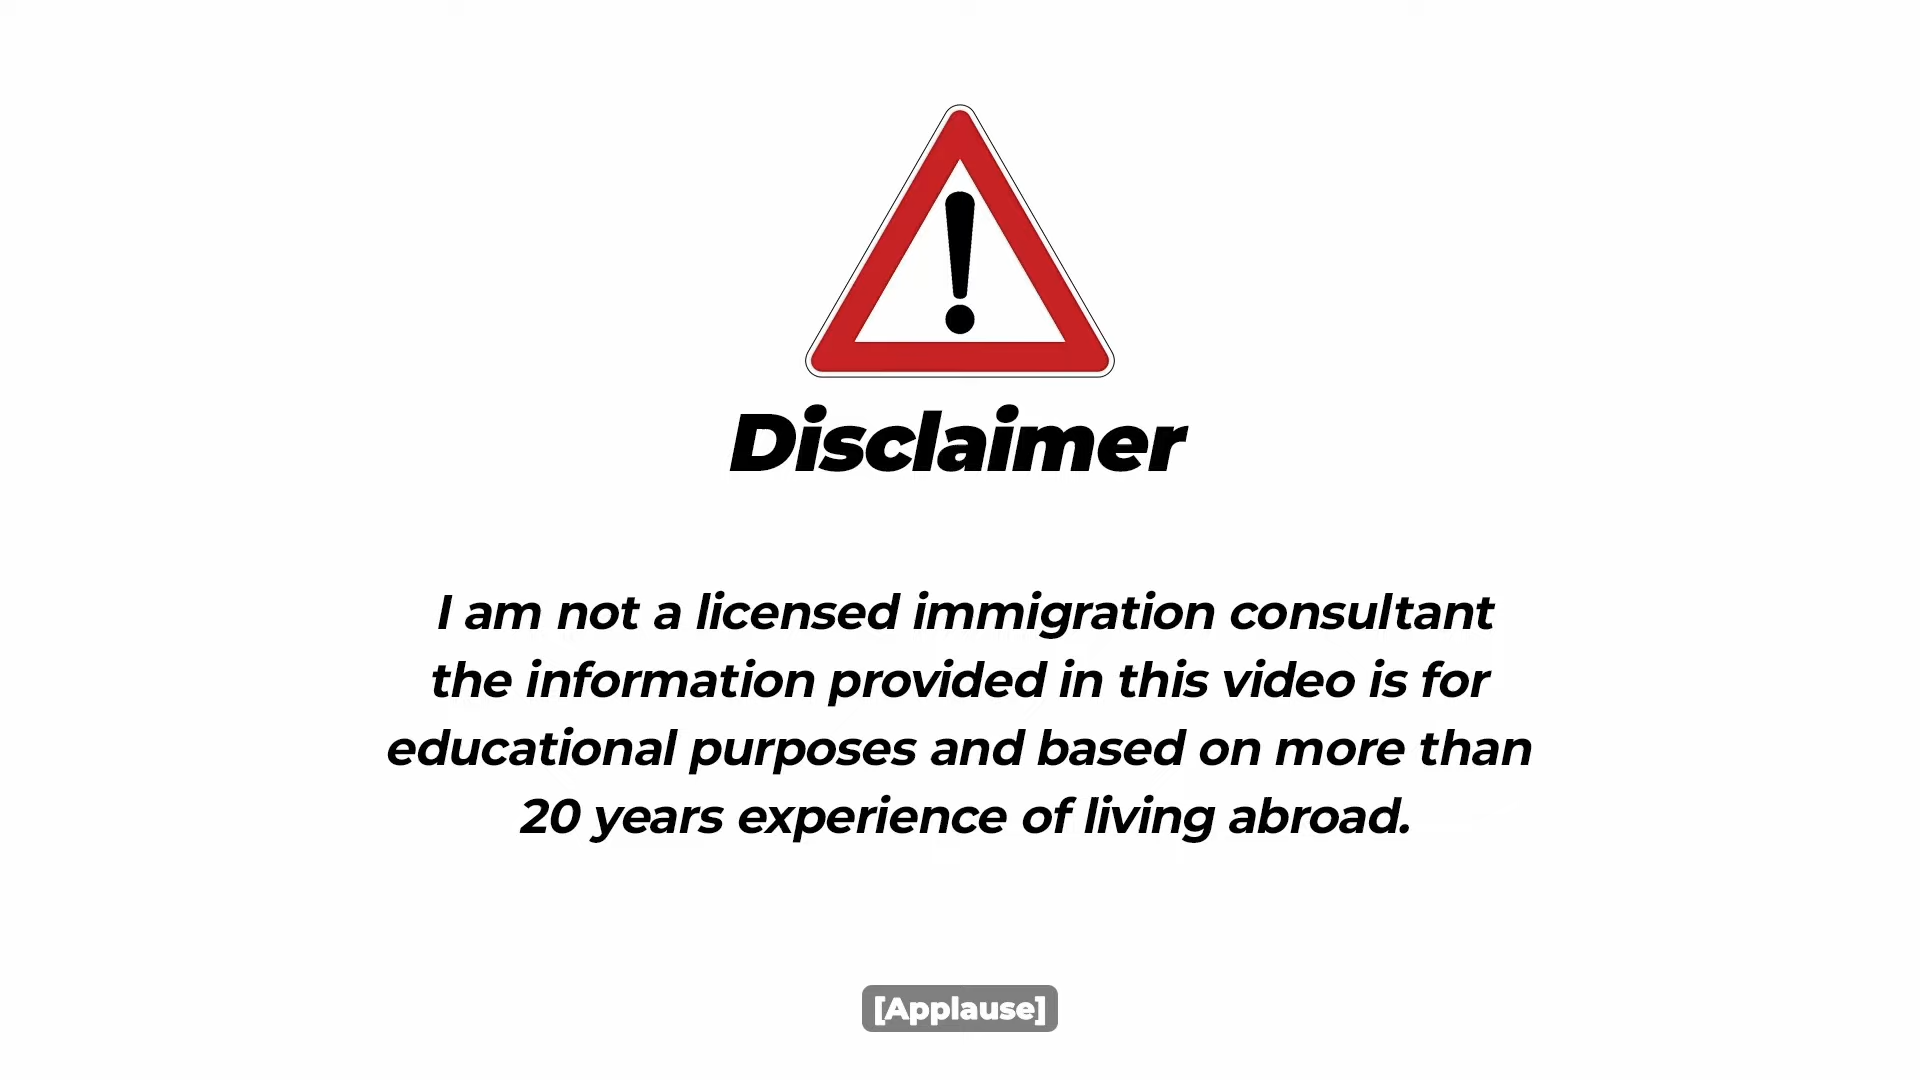 Disclaimer
I am not a licensed immigration consultant
the information provided in this video is for
educational purposes and based on more than
20 years experience of living abroad.
[Applause]